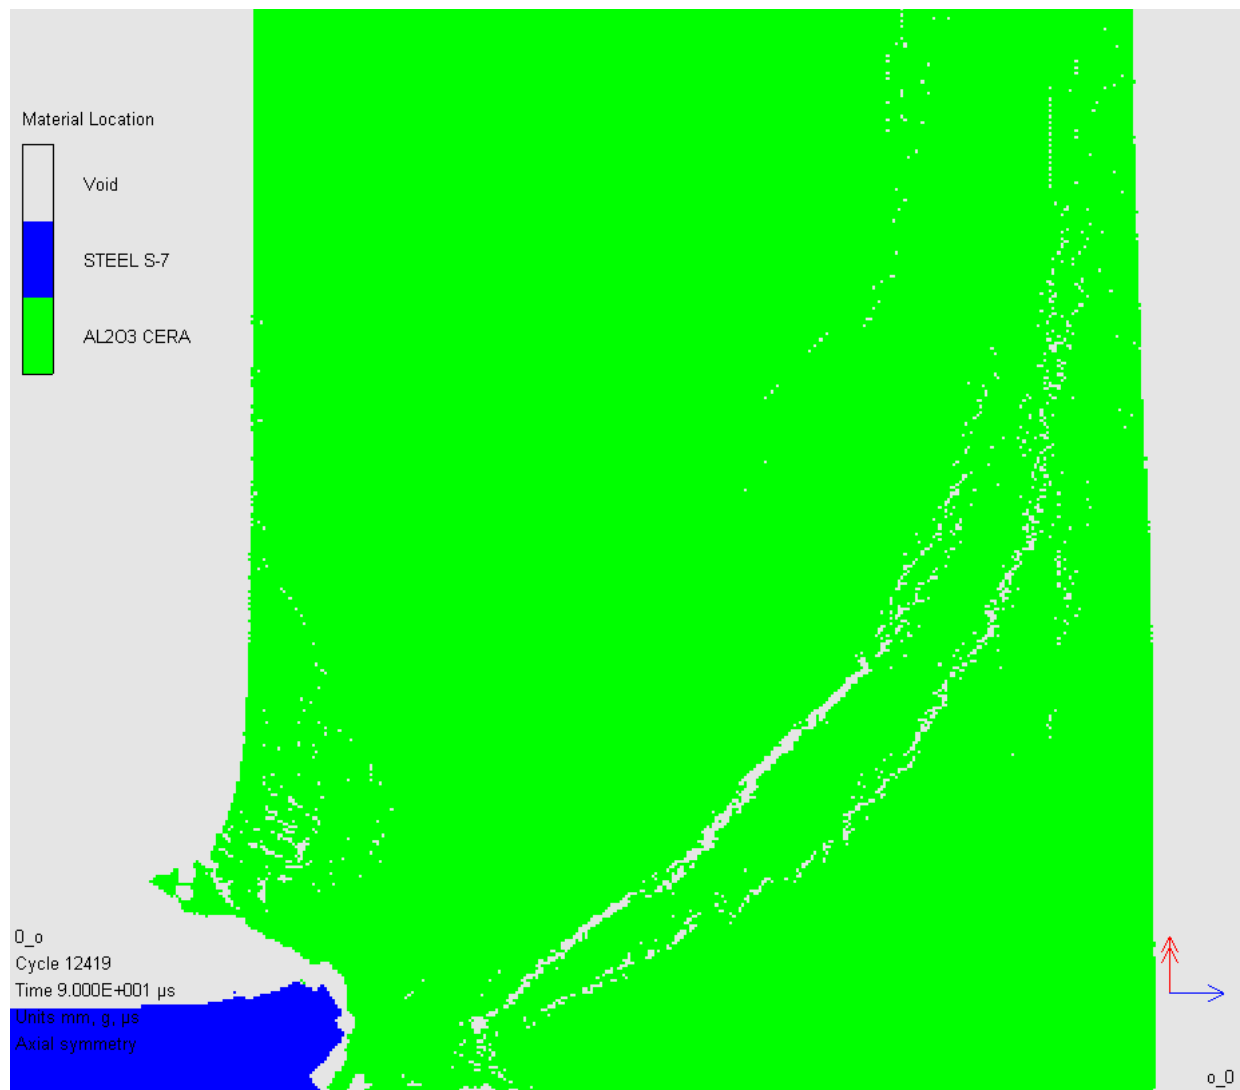 Material Location
Void
STEEL S-7
AL2O3 CERA
0_o
Cycle 12419
Time 9.000E+001 µs
Units mm, g, µs
Axial symmetry
o_0